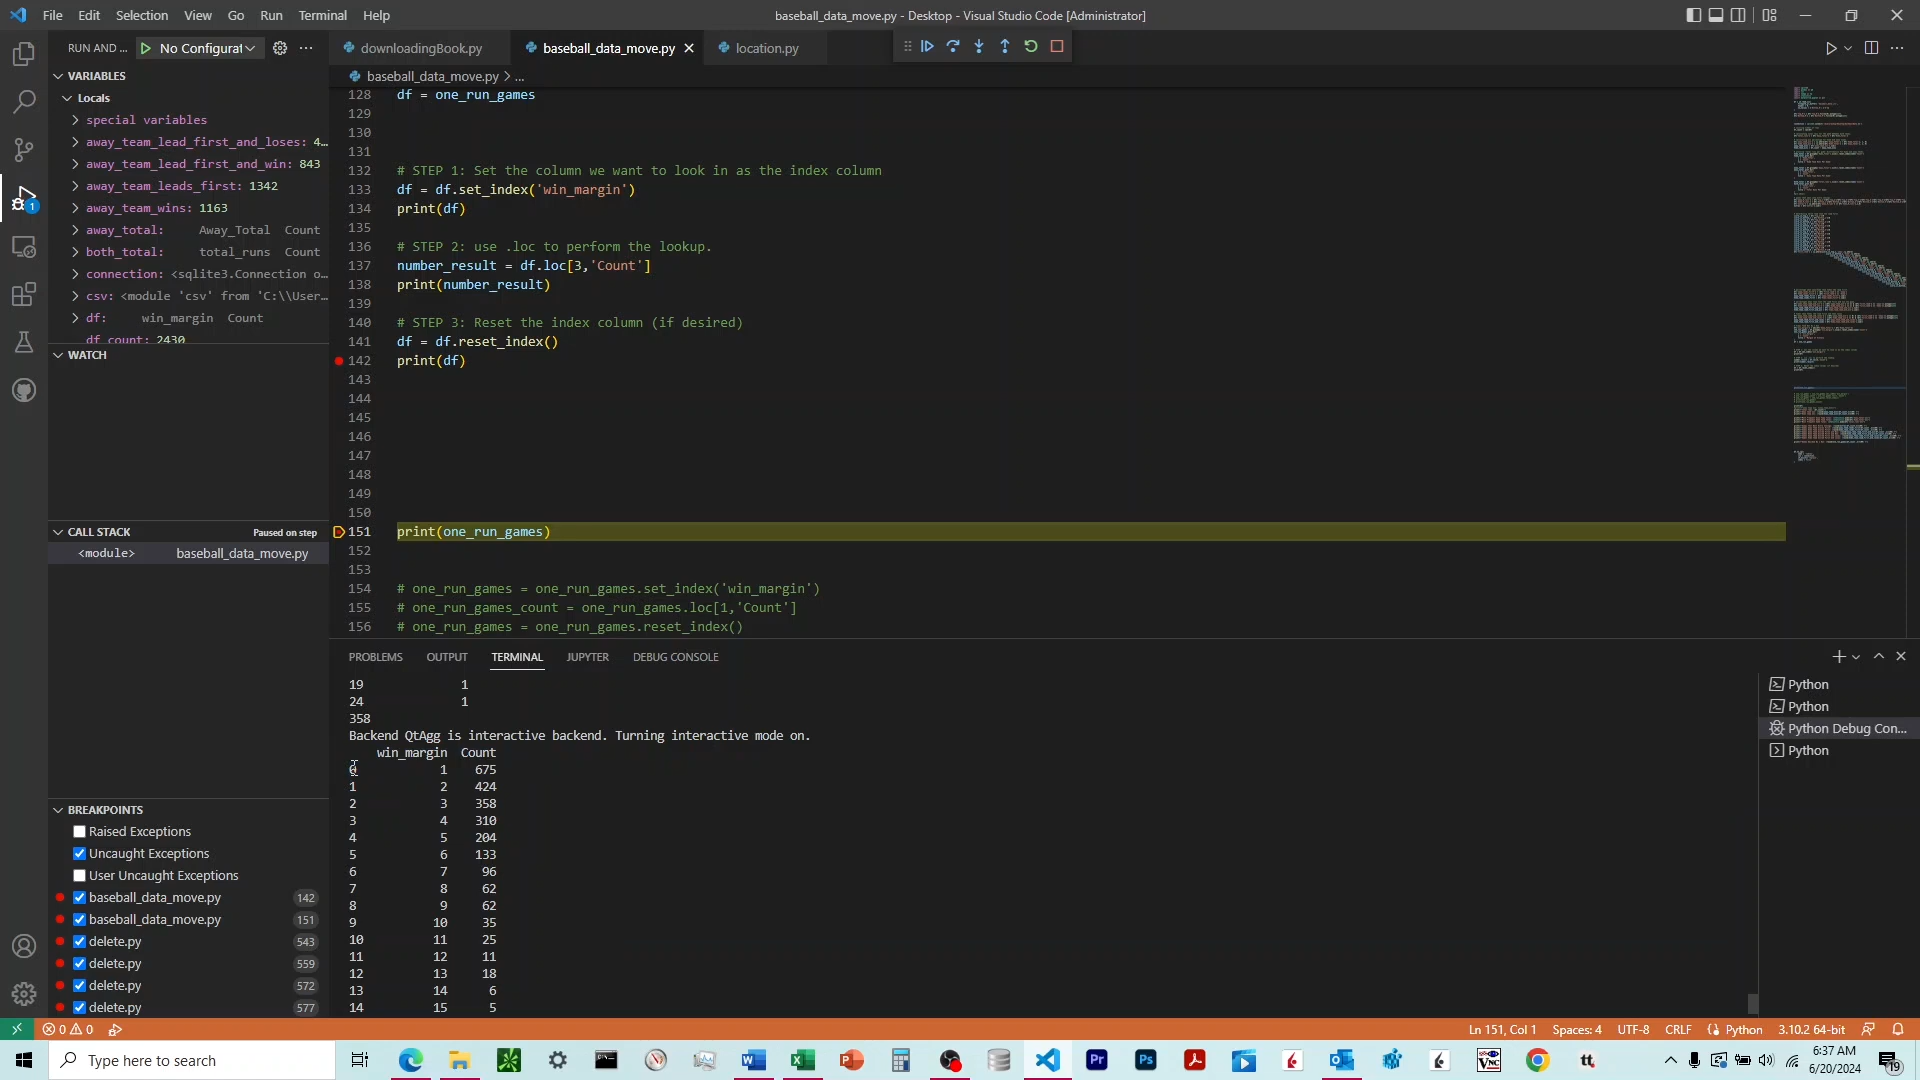 File Edit Selection View Go Run Terminal Help
baseball_data_move.py - Desktop - Visual Studio Code [Administrator]
RUN AND ... No Configurat
downloadingBook.py baseball_data_move.py location.py
baseball_data_move.py > ...
VARIABLES
Locals
special variables
away_team_lead_first_and_loses: 4...
away_team_lead_first_and_win: 843
away_team_leads_first: 1342
away_team_wins: 1163
away_total: Away_Total Count
both_total: total_runs Count
connection: <sqlite3.Connection o...
csv: <module 'csv' from 'C:\\User...
df: win_margin Count
df_count: 2430
WATCH
CALL STACK Paused on step
<module> baseball_data_move.py
BREAKPOINTS
Raised Exceptions
Uncaught Exceptions
User Uncaught Exceptions
baseball_data_move.py 142
baseball_data_move.py 151
delete.py 543
delete.py 559
delete.py 572
delete.py 577
128 df = one_run_games
129
130
131
132 # STEP 1: Set the column we want to look in as the index column
133 df = df.set_index('win_margin')
134 print(df)
135
136 # STEP 2: use .loc to perform the lookup.
137 number_result = df.loc[3,'Count']
138 print(number_result)
139
140 # STEP 3: Reset the index column (if desired)
141 df = df.reset_index()
142 print(df)
143
144
145
146
147
148
149
150
151 print(one_run_games)
152
153
154 # one_run_games = one_run_games.set_index('win_margin')
155 # one_run_games_count = one_run_games.loc[1,'Count']
156 # one_run_games = one_run_games.reset_index()
PROBLEMS OUTPUT TERMINAL JUPYTER DEBUG CONSOLE
19 1
24 1
358
Backend QtAgg is interactive backend. Turning interactive mode on.
win_margin Count
0 1 675
1 2 424
2 3 358
3 4 310
4 5 204
5 6 133
6 7 96
7 8 62
8 9 62
9 10 35
10 11 25
11 12 11
12 13 18
13 14 6
14 15 5
Python
Python
Python Debug Con...
Python
0 0 Ln 151, Col 1 Spaces: 4 UTF-8 CRLF Python 3.10.2 64-bit
Type here to search
6:37 AM
6/20/2024
19